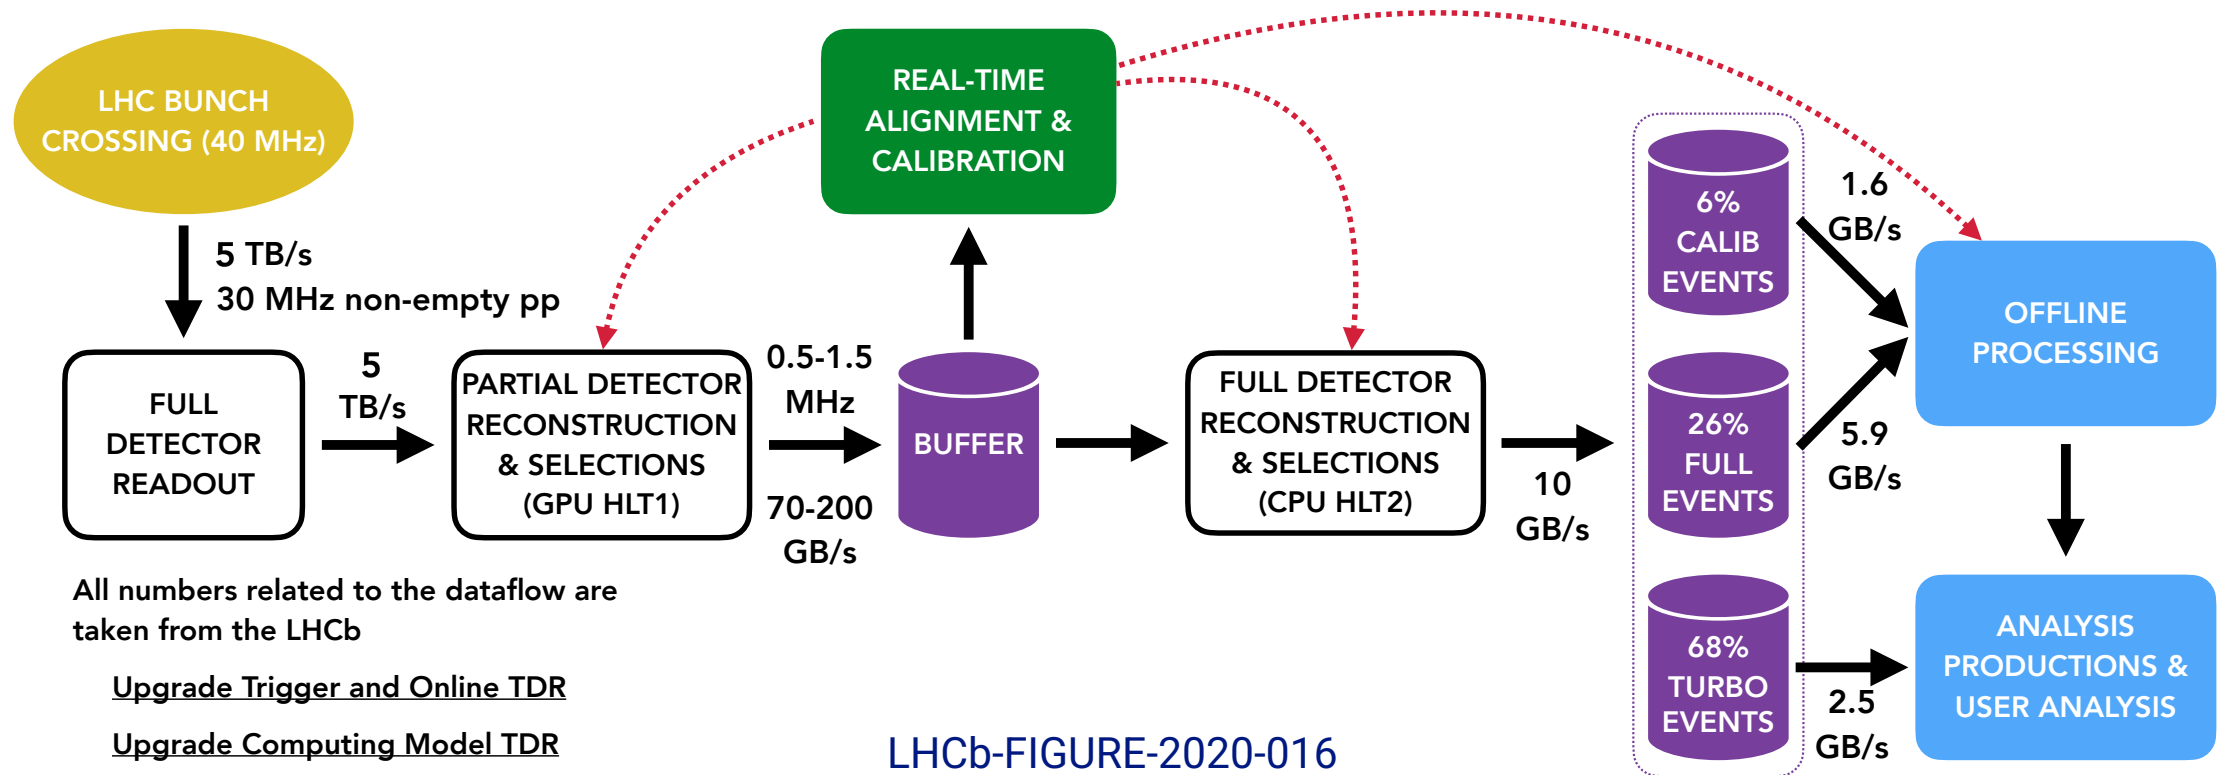 LHC BUNCH
CROSSING (40 MHz)
5 TB/s
30 MHz non-empty pp
FULL
DETECTOR
READOUT
5
TB/s
PARTIAL DETECTOR
RECONSTRUCTION
& SELECTIONS
(GPU HLT1)
0.5-1.5
MHz
70-200
GB/s
REAL-TIME
ALIGNMENT &
CALIBRATION
BUFFER
FULL DETECTOR
RECONSTRUCTION
& SELECTIONS
(CPU HLT2)
10
GB/s
6%
CALIB
EVENTS
1.6
GB/s
26%
FULL
EVENTS
5.9
GB/s
68%
TURBO
EVENTS
2.5
GB/s
OFFLINE
PROCESSING
ANALYSIS
PRODUCTIONS &
USER ANALYSIS
All numbers related to the dataflow are
taken from the LHCb
Upgrade Trigger and Online TDR
Upgrade Computing Model TDR
LHCb-FIGURE-2020-016